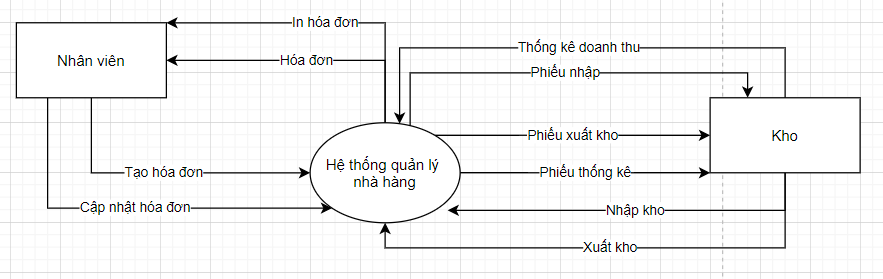 In hóa đơn
Thống kê doanh thu
Nhân viên
Hóa đơn
Phiếu nhập
Phiếu xuất kho
Kho
Hệ thống quản lý
nhà hàng
Tạo hóa đơn
Phiếu thống kê
Cập nhật hóa đơn
Nhập kho
Xuất kho